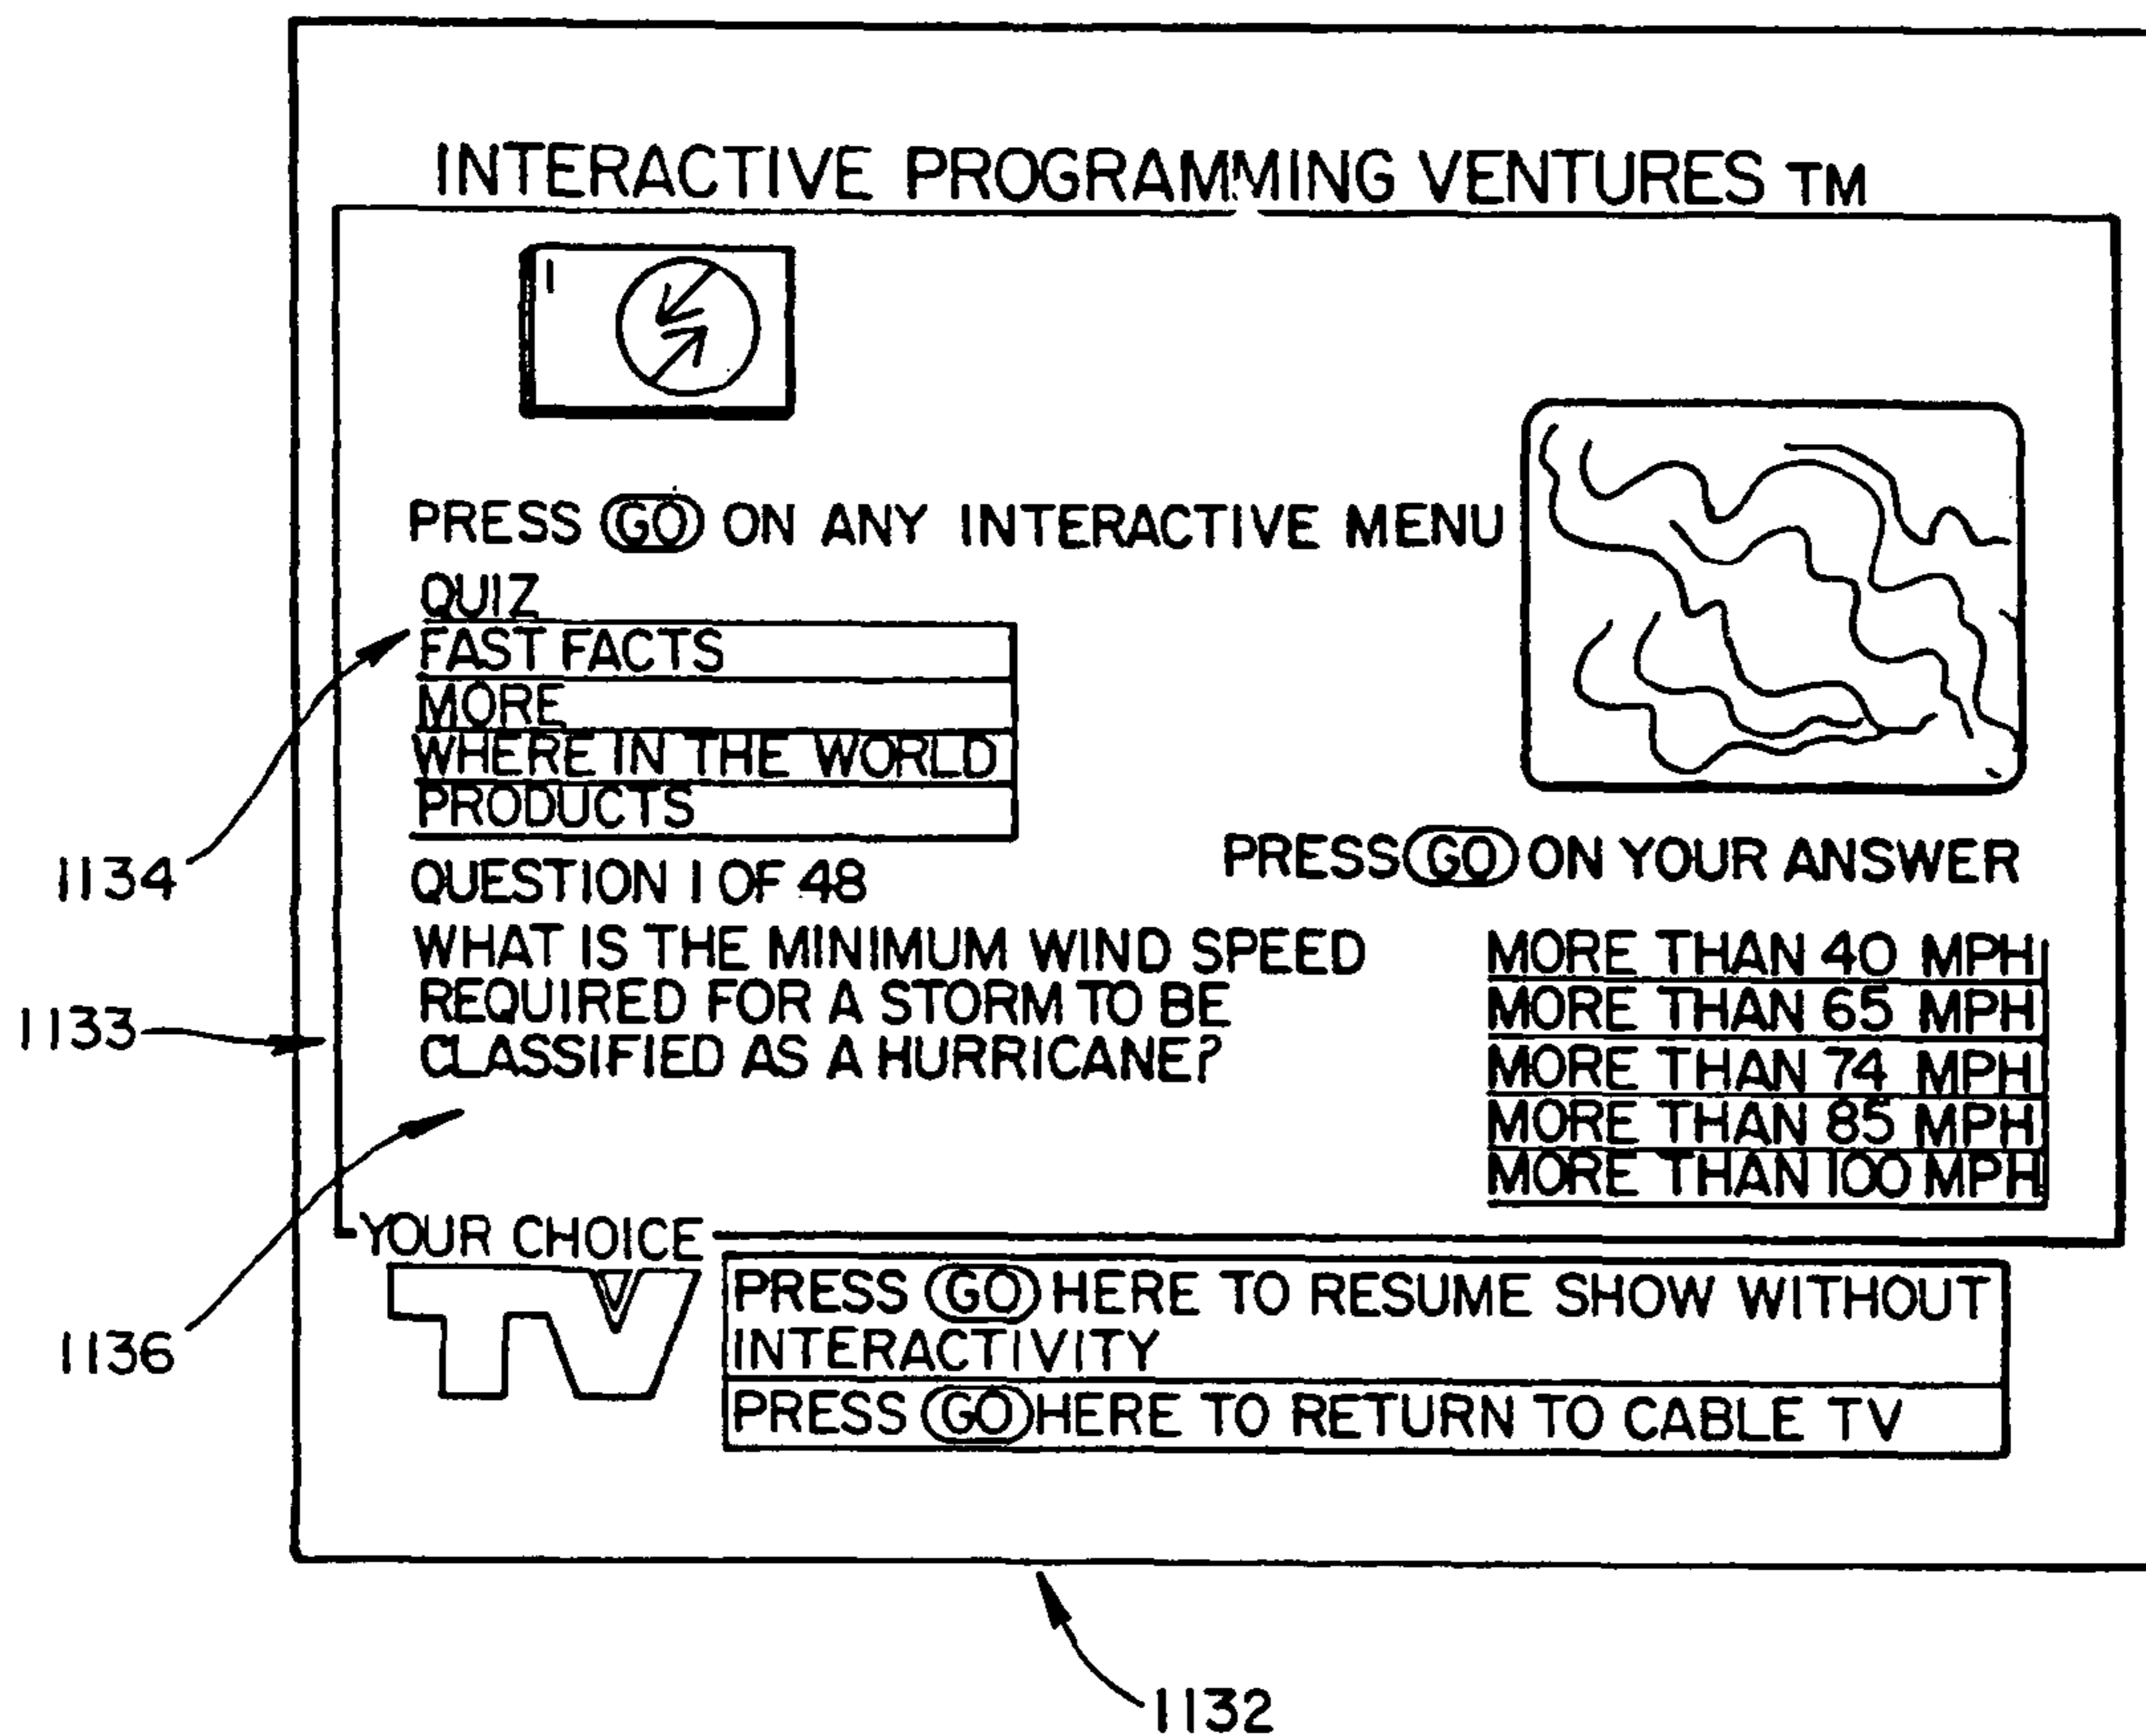 INTERACTIVE PROGRAMMING VENTURES TM
I
PRESS GO ON ANY INTERACTIVE MENU
QUIZ
FAST FACTS
MORE
WHERE IN THE WORLD
PRODUCTS
1134
QUESTION 1 OF 48
WHAT IS THE MINIMUM WIND SPEED
REQUIRED FOR A STORM TO BE
CLASSIFIED AS A HURRICANE?
1133
PRESS GO ON YOUR ANSWER
MORE THAN 40 MPH
MORE THAN 65 MPH
MORE THAN 74 MPH
MORE THAN 85 MPH
MORE THAN 100 MPH
1136
YOUR CHOICE
TV
PRESS GO HERE TO RESUME SHOW WITHOUT
INTERACTIVITY
PRESS GO HERE TO RETURN TO CABLE TV
1132